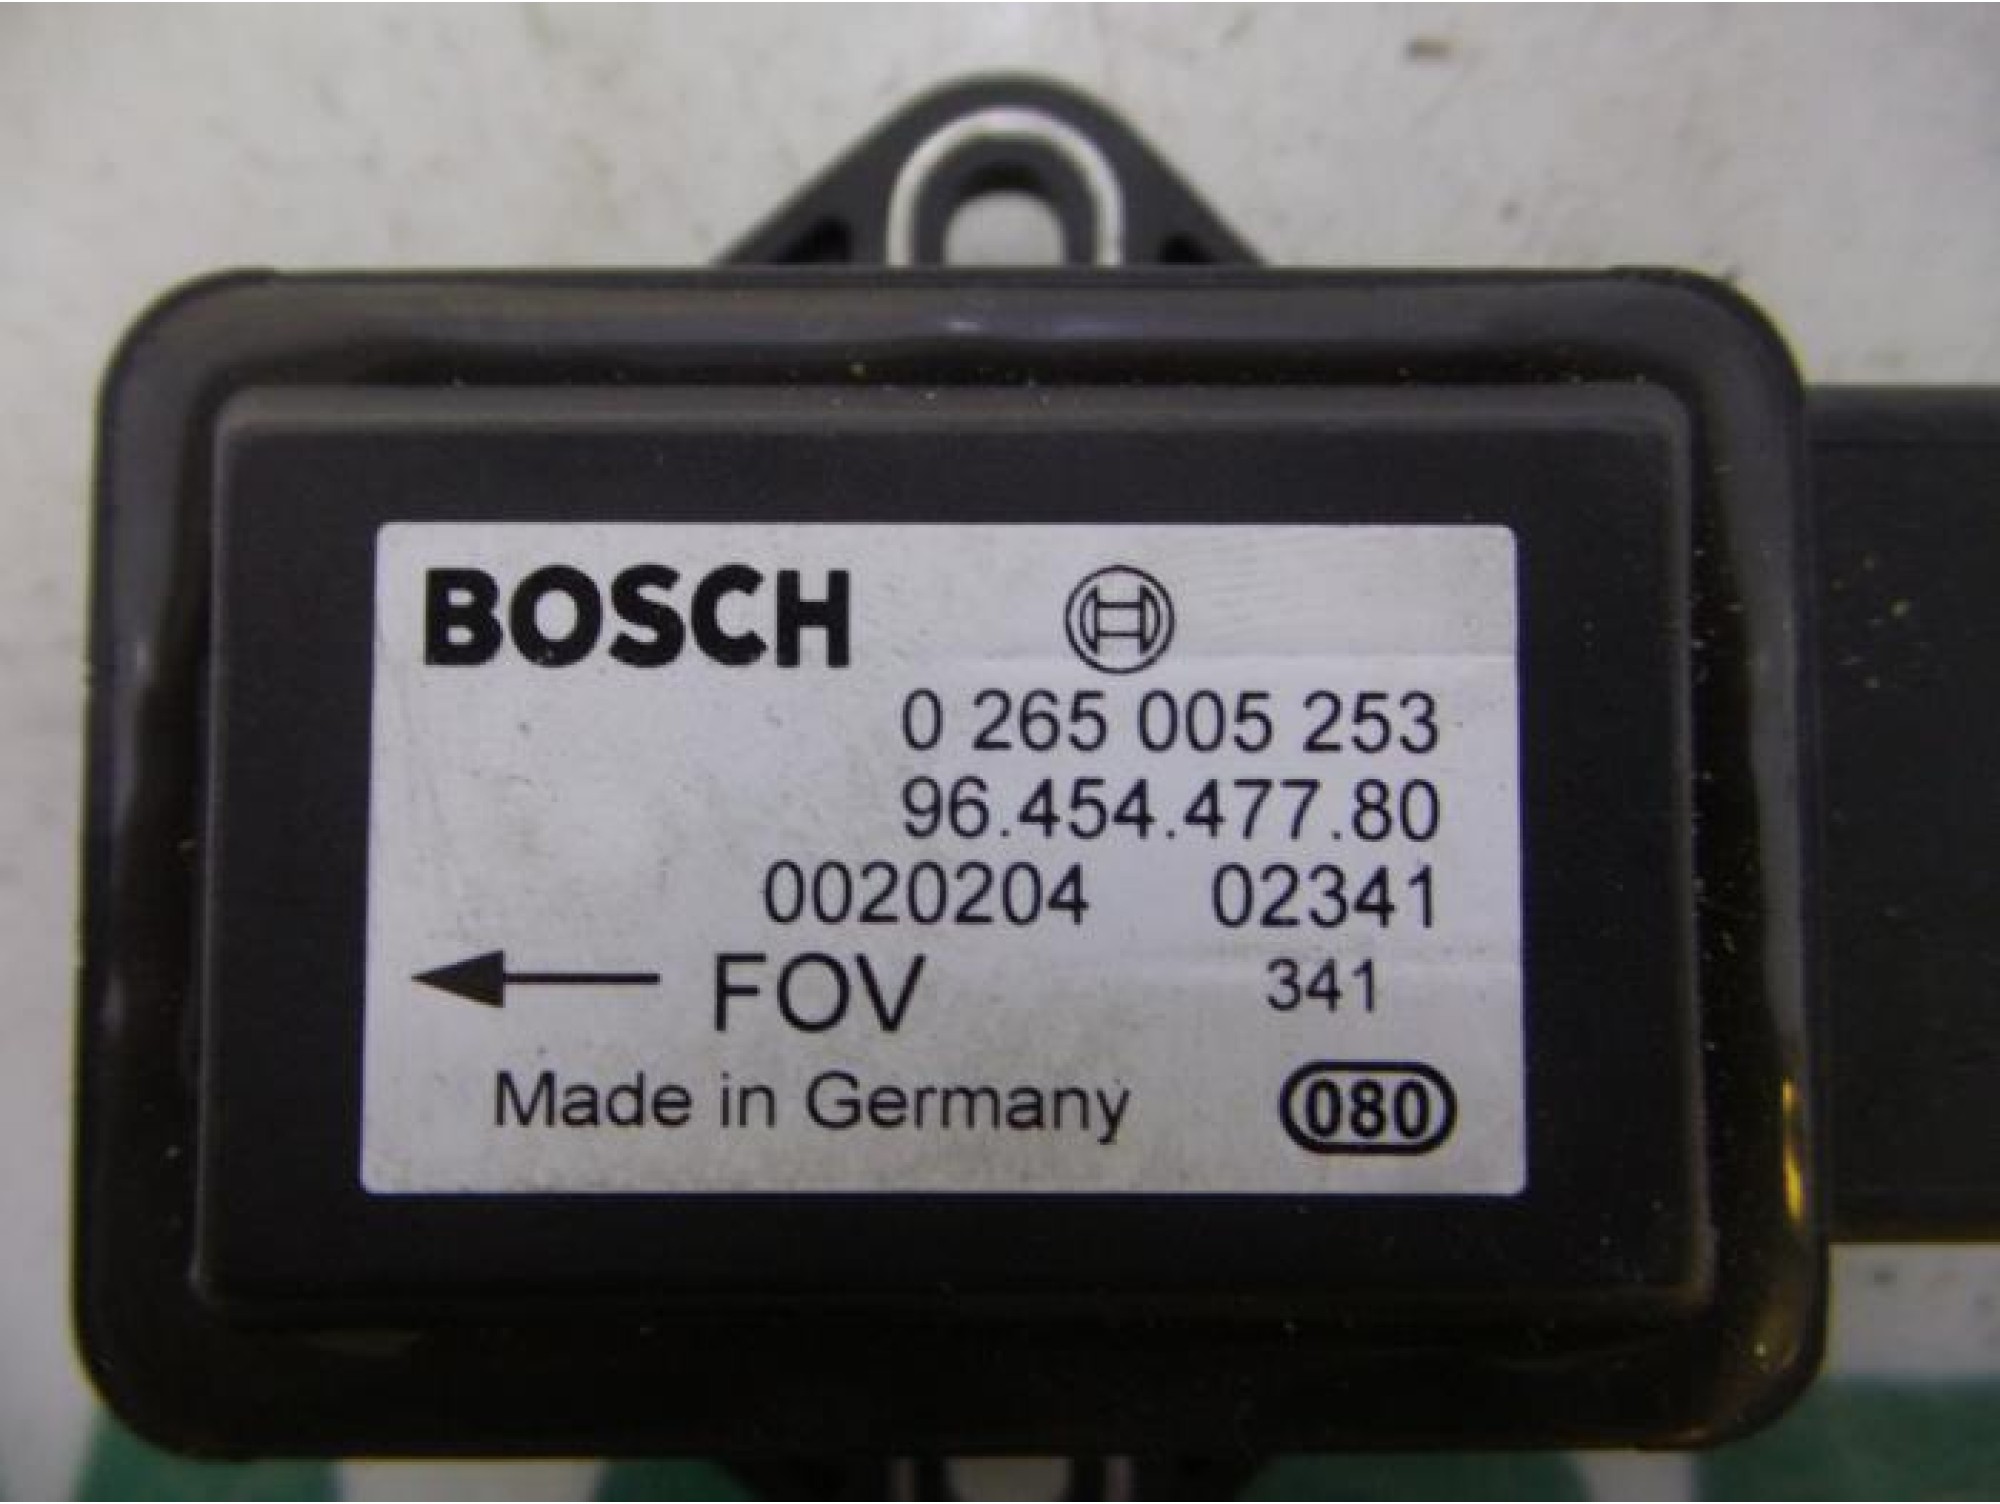 BOSCH
0 265 005 253
96.454.477.80
0020204 02341
FOV 341
Made in Germany 080